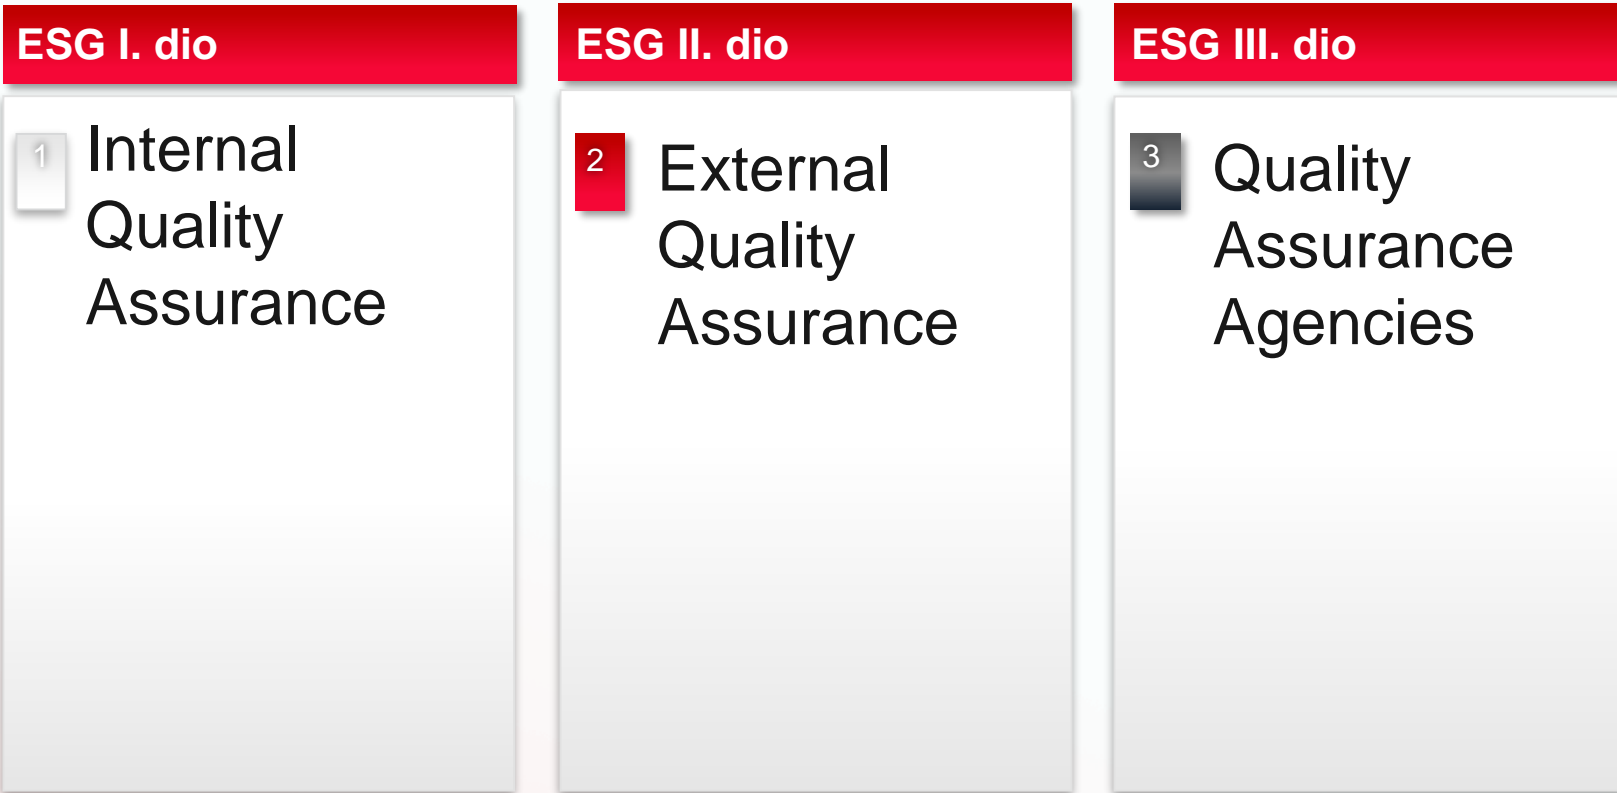 ESG I. dio
1
Internal
Quality
Assurance
ESG II. dio
2
External
Quality
Assurance
ESG III. dio
3
Quality
Assurance
Agencies